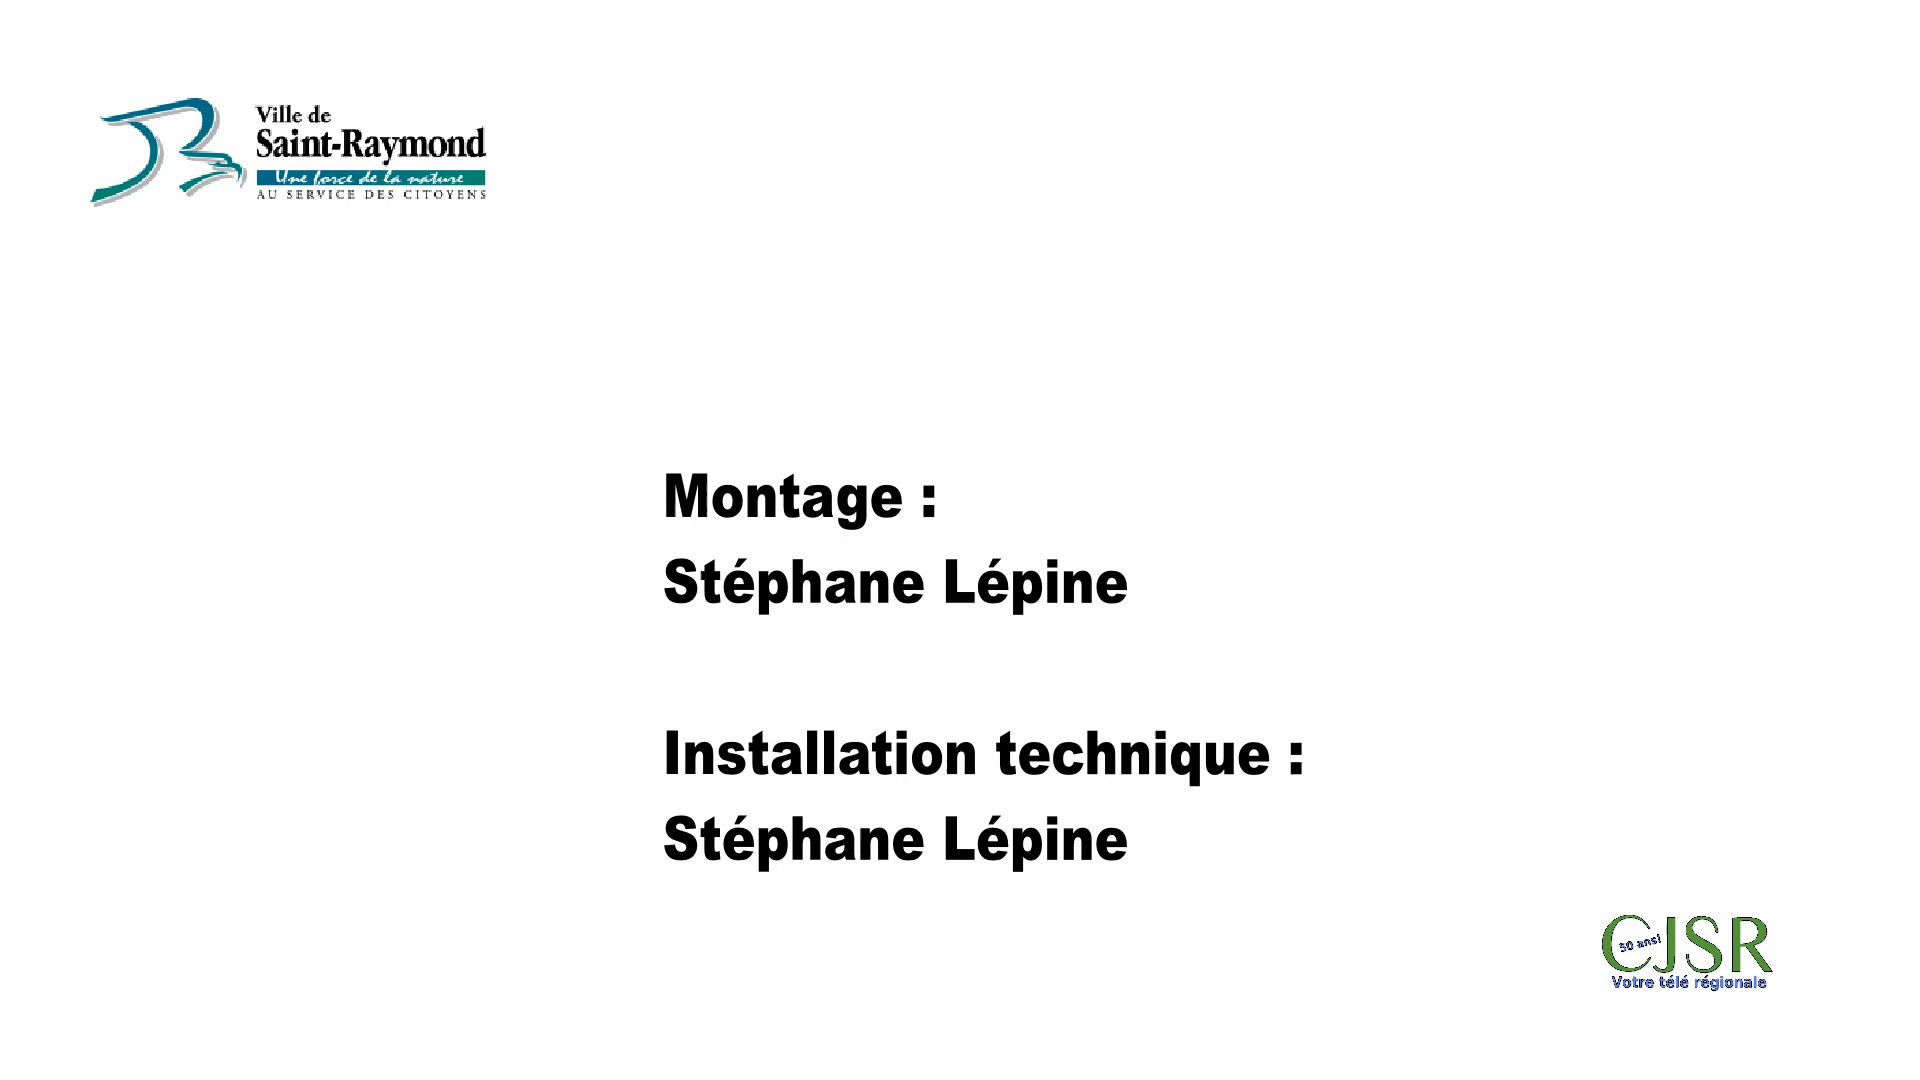 Ville de
Saint-Raymond
Une force de la nature
AU SERVICE DES CITOYENS
Montage :
Stéphane Lépine
Installation technique :
Stéphane Lépine
CJSR
50 ans!
Votre télé régionale